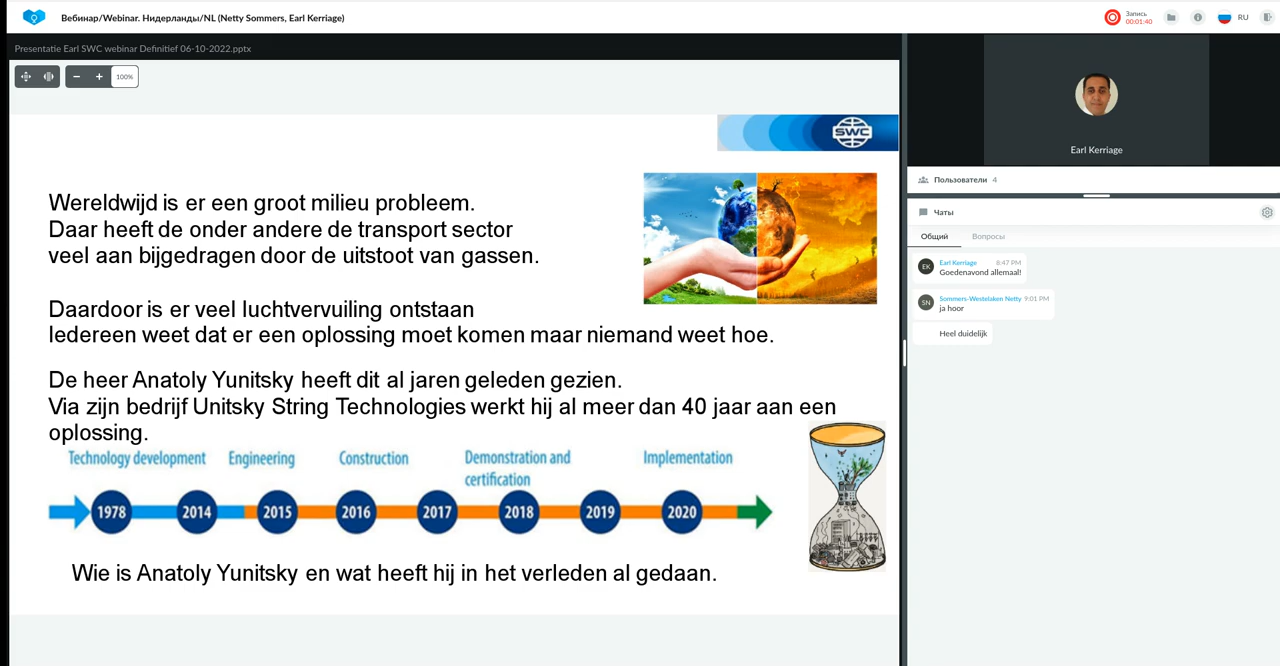 Вебинар/Webinar. Нидерланды/NL (Netty Sommers, Earl Kerriage)
Запись
00:01:40
RU
Presentatie Earl SWC webinar Definitief 06-10-2022.pptx
100%
SWC
Wereldwijd is er een groot milieu probleem.
Daar heeft de onder andere de transport sector
veel aan bijgedragen door de uitstoot van gassen.
Daardoor is er veel luchtvervuiling ontstaan
Iedereen weet dat er een oplossing moet komen maar niemand weet hoe.
De heer Anatoly Yunitsky heeft dit al jaren geleden gezien.
Via zijn bedrijf Unitsky String Technologies werkt hij al meer dan 40 jaar aan een
oplossing.
Technology development Engineering Construction Demonstration and Implementation
certification
1978 2014 2015 2016 2017 2018 2019 2020
Wie is Anatoly Yunitsky en wat heeft hij in het verleden al gedaan.
Earl Kerriage
Пользователи 4
Чаты
Общий Вопросы
EK Earl Kerriage 8:47 PM
Goedenavond allemaal!
SN Sommers-Westelaken Netty 9:01 PM
ja hoor
Heel duidelijk